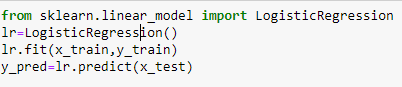 from sklearn.linear_model import LogisticRegression
lr=LogisticRegression()
lr.fit(x_train,y_train)
y_pred=lr.predict(x_test)